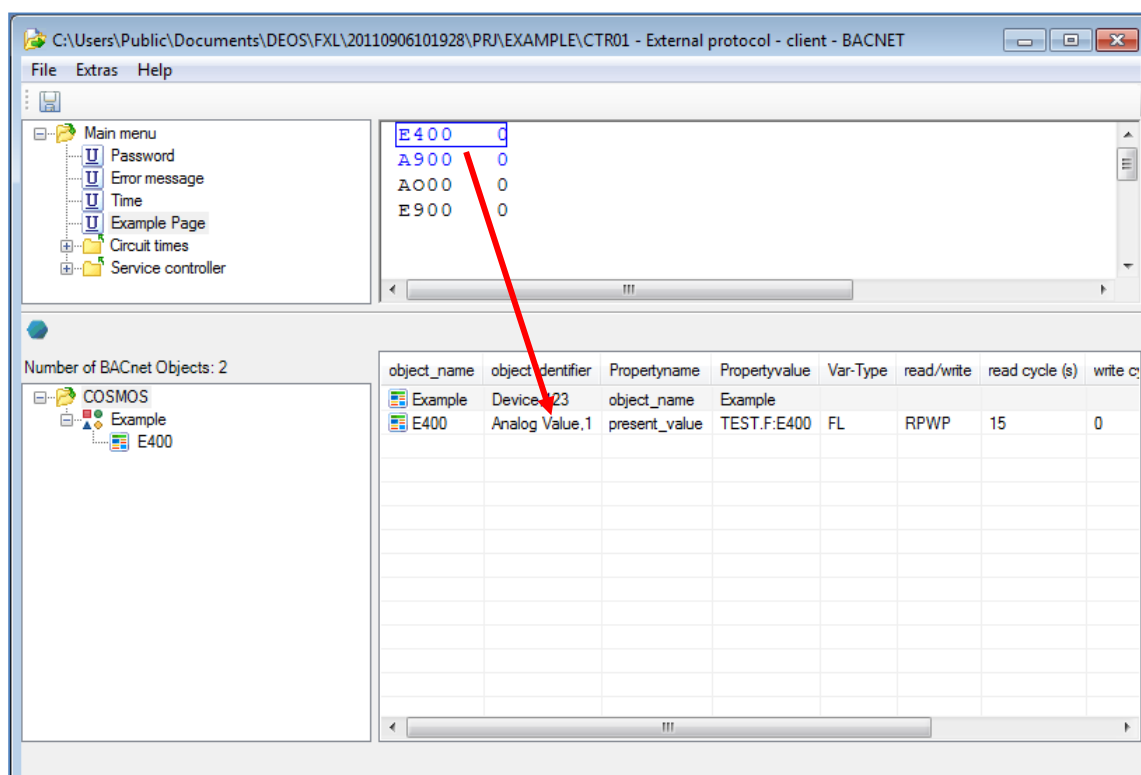 C:\Users\Public\Documents\DEOS\FXL\20110906101928\PRJ\EXAMPLE\CTR01 - External protocol - client - BACNET
File Extras Help
Main menu
Password
Error message
Time
Example Page
Circuit times
Service controller
E400 0
A900 0
AO00 0
E900 0
Number of BACnet Objects: 2
COSMOS
Example
E400
object_name object identifier Propertyname Propertyvalue Var-Type read/write read cycle (s) write cy
Example Device,123 object_name Example
E400 Analog Value,1 present_value TEST.F:E400 FL RPWP 15 0